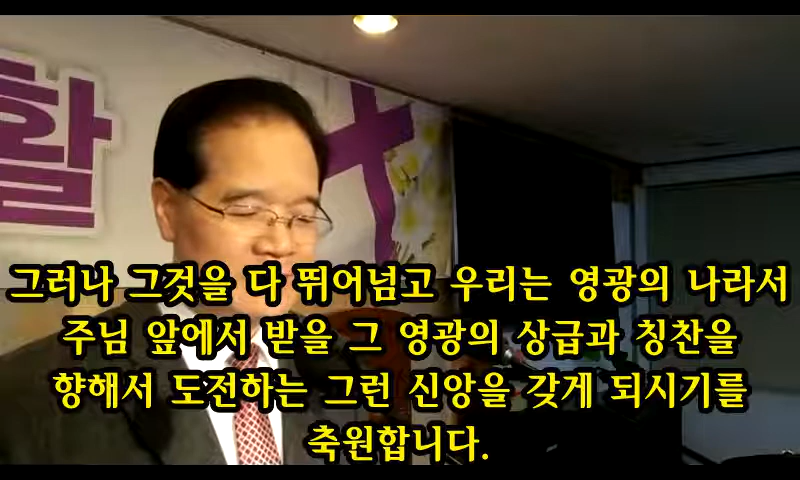 활
그러나 그것을 다 뛰어넘고 우리는 영광의 나라서
주님 앞에서 받을 그 영광의 상급과 칭찬을
향해서 도전하는 그런 신앙을 갖게 되시기를
축원합니다.